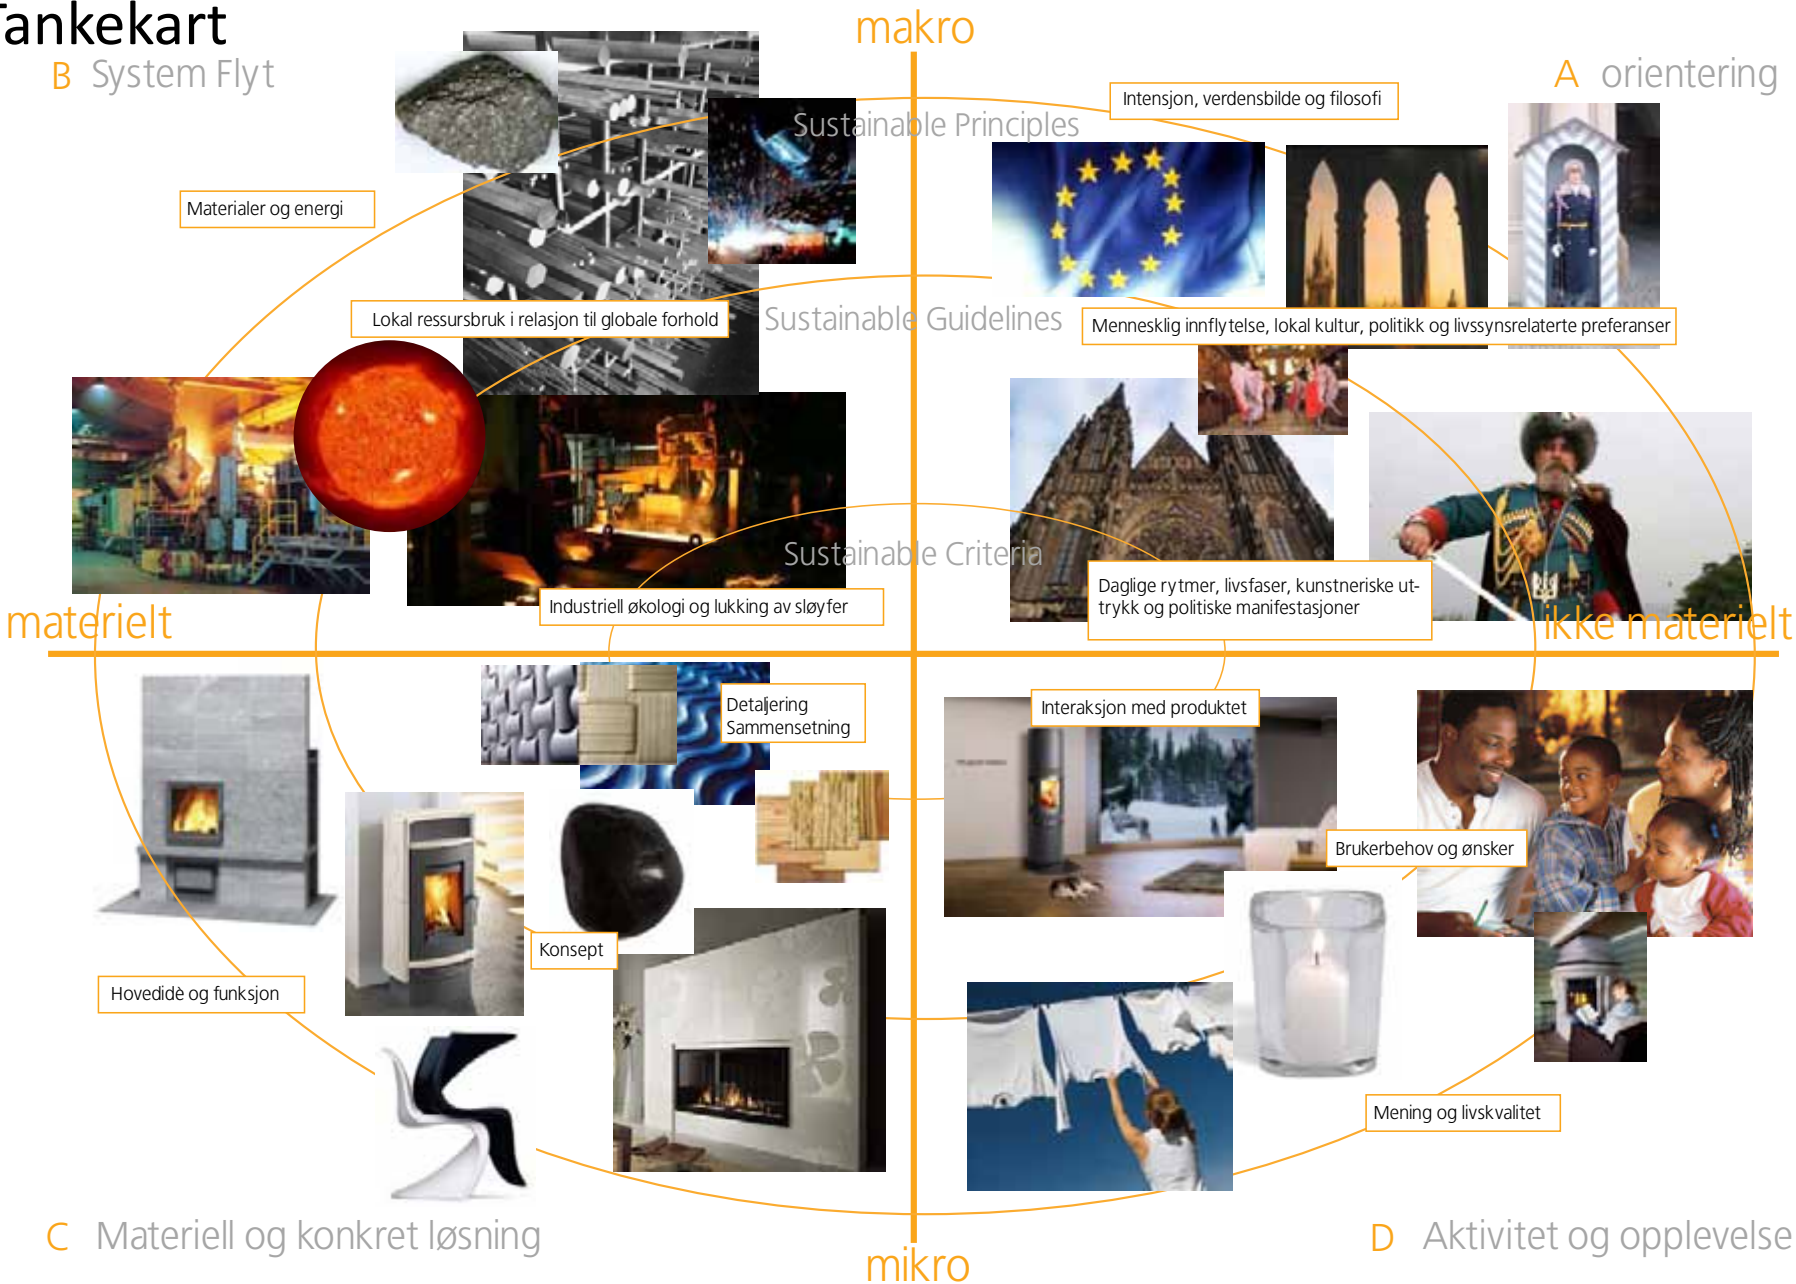 Tankekart
makro
B System Flyt
A orientering
Intensjon, verdensbilde og filosofi
Sustainable Principles
Materialer og energi
Lokal ressursbruk i relasjon til globale forhold
Sustainable Guidelines
Mennesklig innflytelse, lokal kultur, politikk og livssynsrelaterte preferanser
Sustainable Criteria
Daglige rytmer, livsfaser, kunstneriske ut-
trykk og politiske manifestasjoner
Industriell økologi og lukking av sløyfer
materielt
ikke materielt
Detaljering
Sammensetning
Interaksjon med produktet
Brukerbehov og ønsker
Konsept
Hovedidè og funksjon
Mening og livskvalitet
C Materiell og konkret løsning
D Aktivitet og opplevelse
mikro